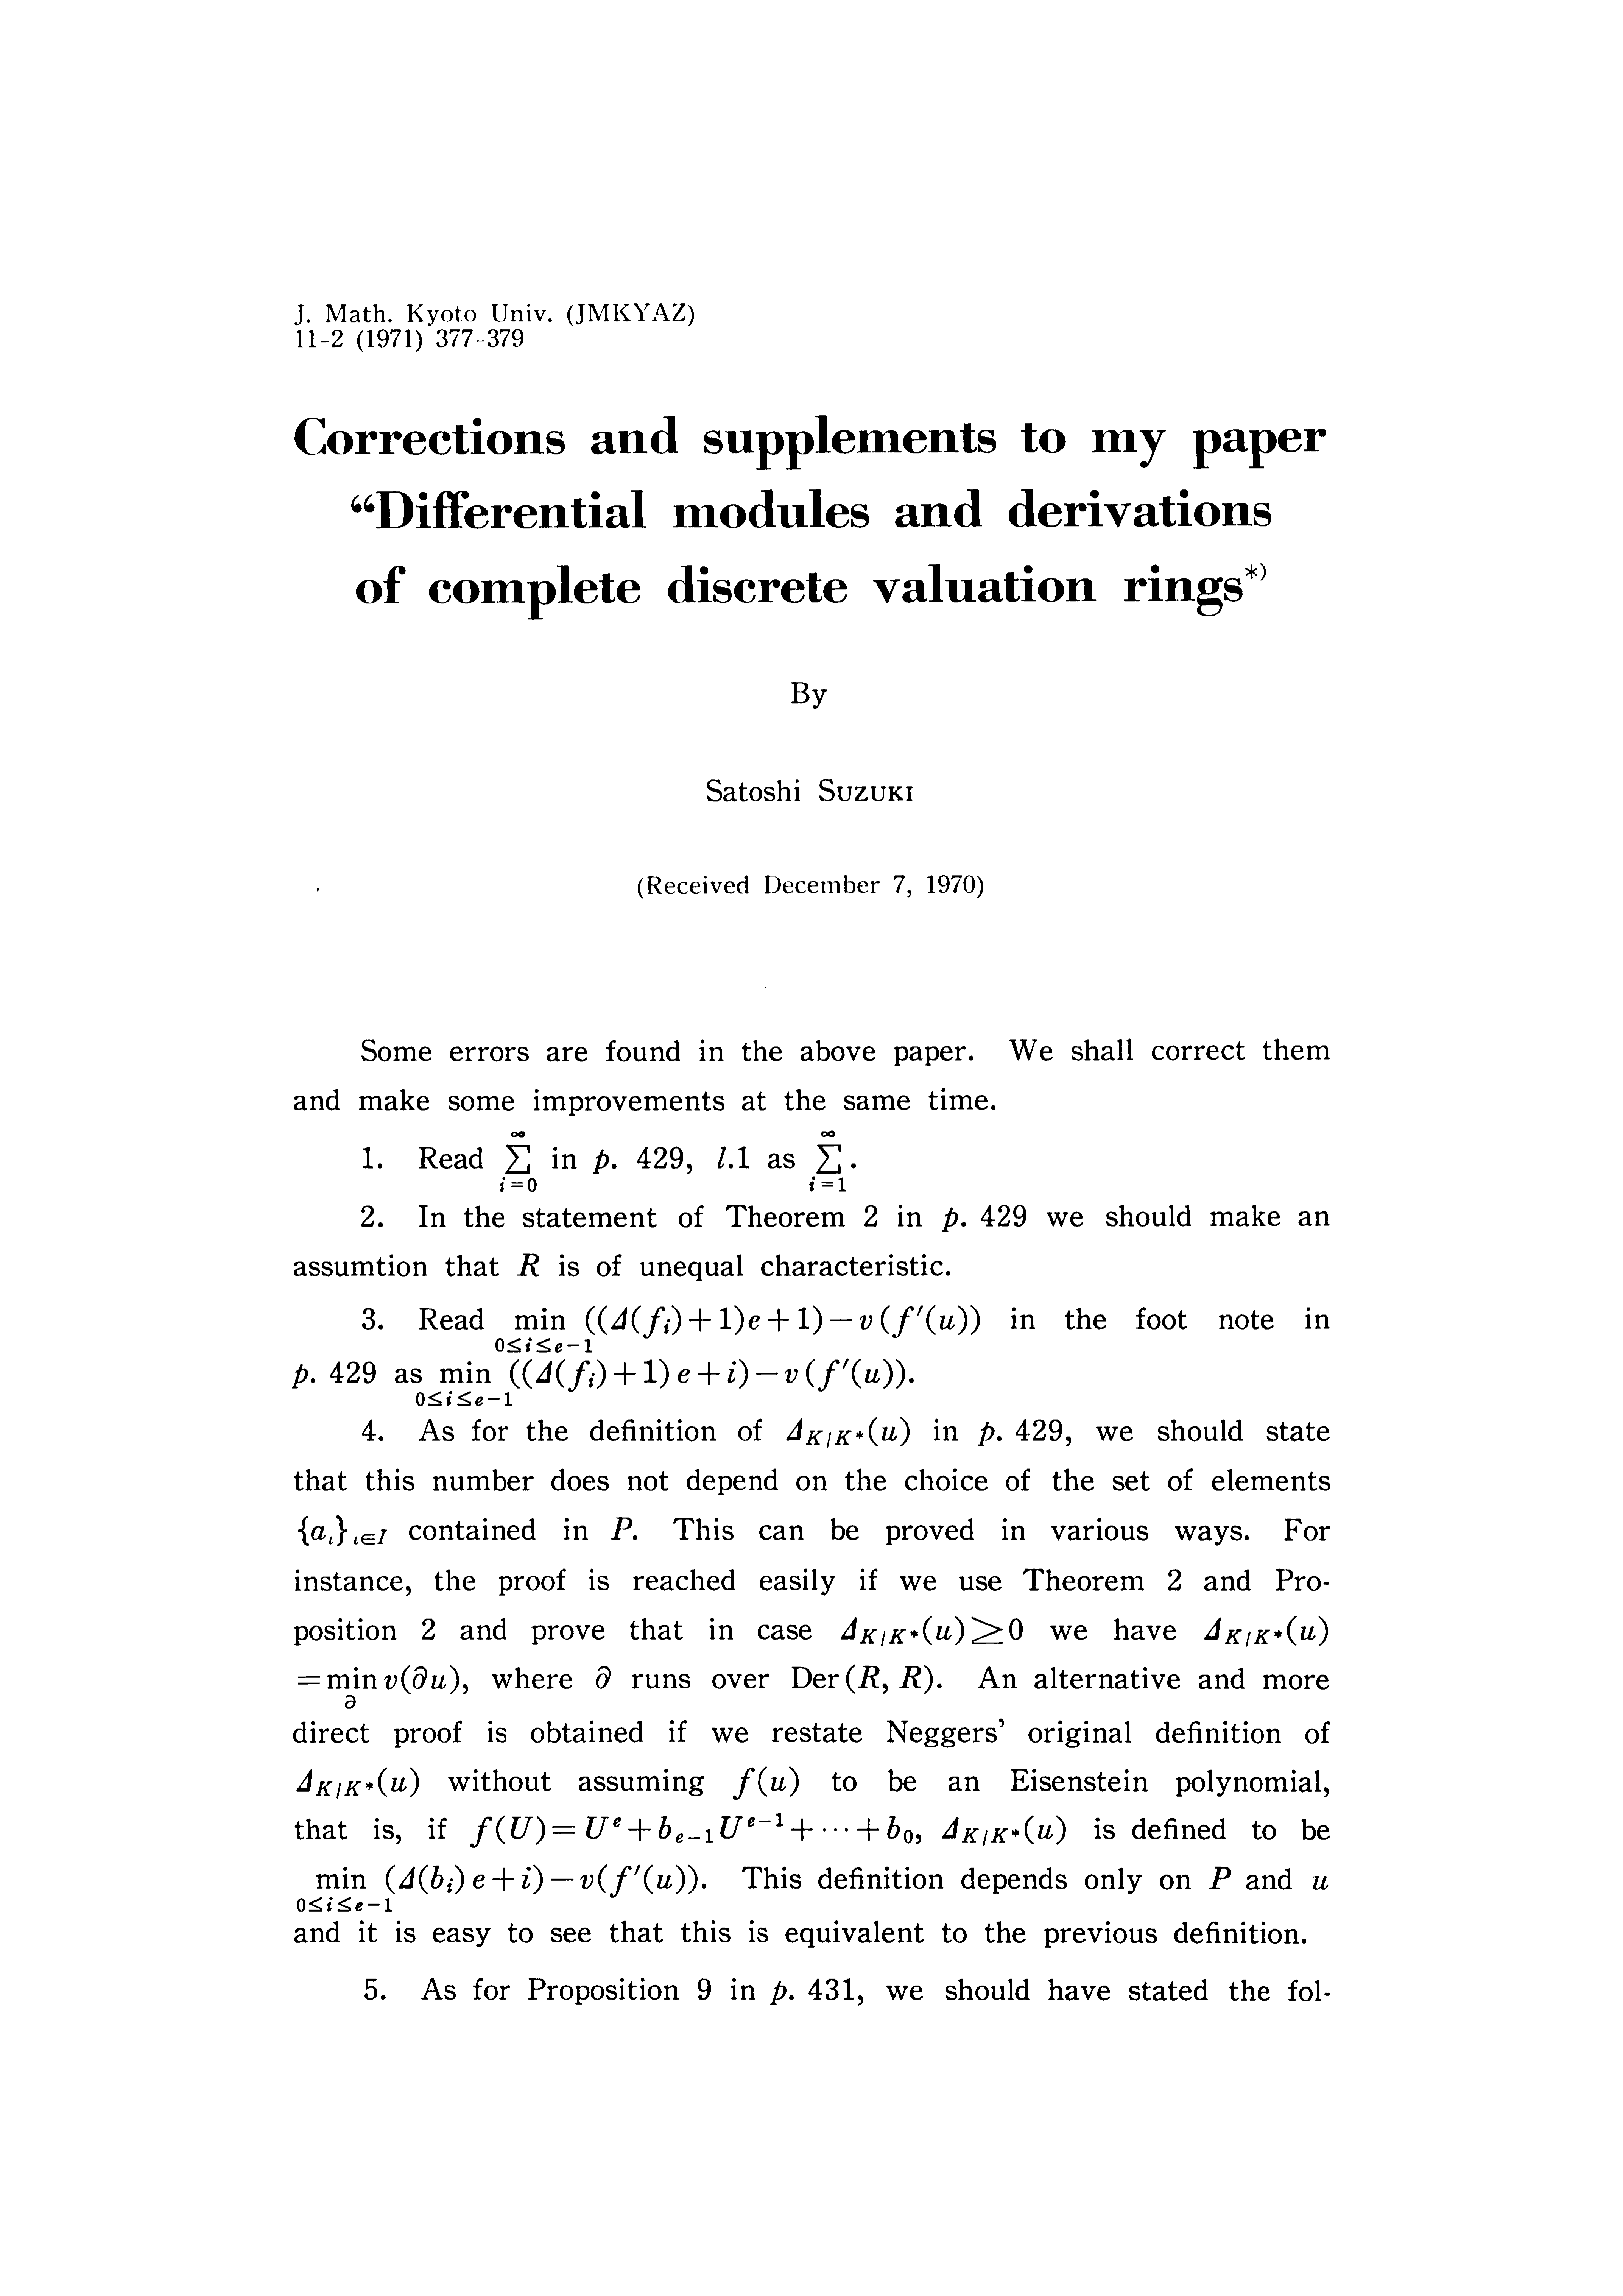 J. Math. Kyoto Univ. (JMKYAZ)
11-2 (1971) 377-379
Corrections and supplements to my paper
“Differential modules and derivations
of complete discrete valuation rings*)
By
Satoshi SUZUKI
(Received December 7, 1970)
Some errors are found in the above paper. We shall correct them
and make some improvements at the same time.
1. Read $\sum_{i=0}^{\infty}$ in p. 429, l.1 as $\sum_{i=1}^{\infty}$.
2. In the statement of Theorem 2 in p. 429 we should make an
assumtion that R is of unequal characteristic.
3. Read $\min_{0\le i\le e-1} ((\Delta(f_i)+1)e+1)-v(f'(u))$ in the foot note in
p. 429 as $\min_{0\le i\le e-1} ((\Delta(f_i)+1)e+i)-v(f'(u))$.
4. As for the definition of $\Delta_{K/K^*}(u)$ in p. 429, we should state
that this number does not depend on the choice of the set of elements
$\{a_\iota\}_{\iota\in I}$ contained in P. This can be proved in various ways. For
instance, the proof is reached easily if we use Theorem 2 and Pro-
position 2 and prove that in case $\Delta_{K/K^*}(u)\ge 0$ we have $\Delta_{K/K^*}(u)$
$=\min_{\partial} v(\partial u)$, where $\partial$ runs over Der(R, R). An alternative and more
direct proof is obtained if we restate Neggers’ original definition of
$\Delta_{K/K^*}(u)$ without assuming $f(u)$ to be an Eisenstein polynomial,
that is, if $f(U)=U^e+b_{e-1}U^{e-1}+\cdots+b_0$, $\Delta_{K/K^*}(u)$ is defined to be
$\min_{0\le i\le e-1} (\Delta(b_i)e+i)-v(f'(u))$. This definition depends only on P and u
and it is easy to see that this is equivalent to the previous definition.
5. As for Proposition 9 in p. 431, we should have stated the fol-